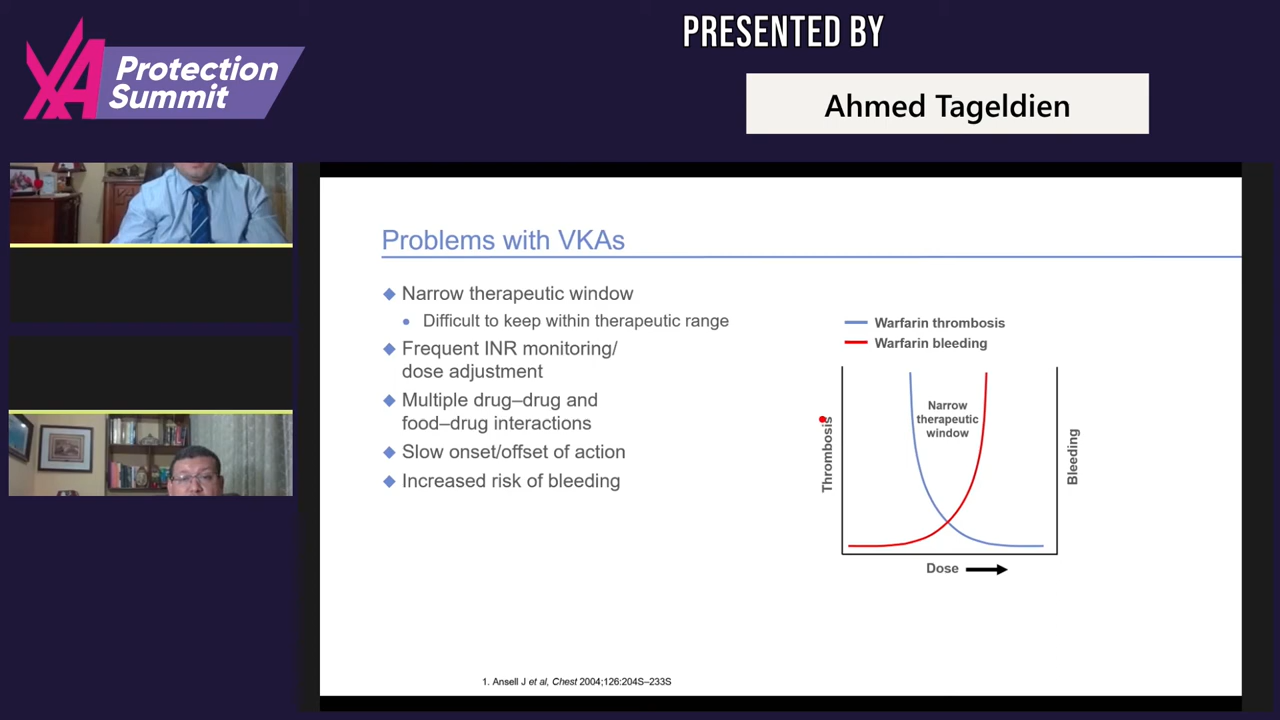 PRESENTED BY
XA Protection
Summit
Ahmed Tageldien
Problems with VKAs
Narrow therapeutic window
Difficult to keep within therapeutic range
Frequent INR monitoring/
dose adjustment
Multiple drug–drug and
food–drug interactions
Slow onset/offset of action
Increased risk of bleeding
Warfarin thrombosis
Warfarin bleeding
Narrow
therapeutic
window
Thrombosis
Bleeding
Dose
1. Ansell J et al, Chest 2004;126:204S–233S